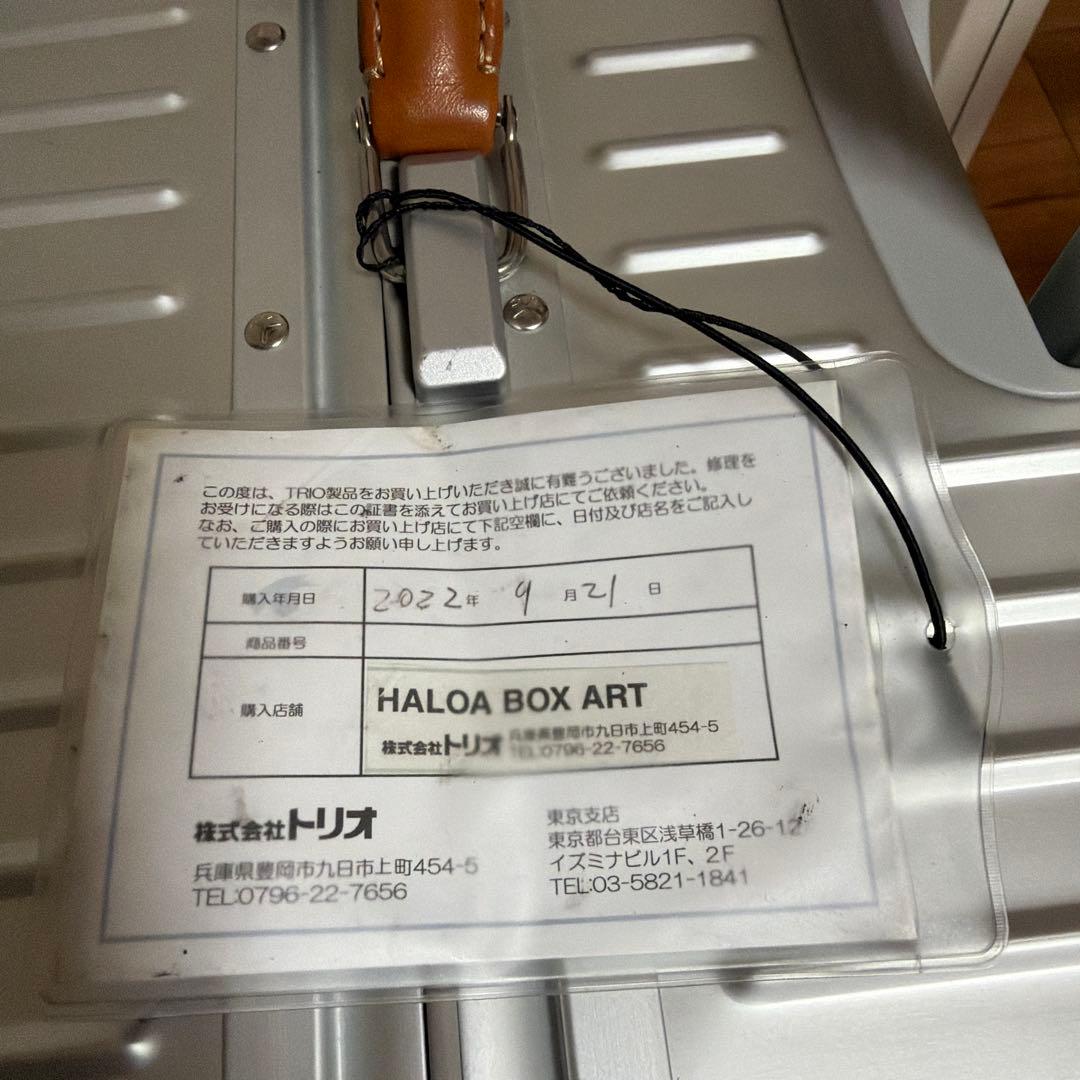 この度は、TRIO製品をお買い上げいただき誠に有難うございました。修理を
お受けになる際はこの証書を添えてお買い上げ店にてご依頼ください。
なお、ご購入の際にお買い上げ店にて下記空欄に、日付及び店名をご記入し
ていただきますようお願い申し上げます。
購入年月日 2022年 9月21日
商品番号
購入店舗
HALOA BOX ART
株式会社トリオ 兵庫県豊岡市九日市上町454-5
TEL:0796-22-7656
株式会社トリオ
兵庫県豊岡市九日市上町454-5
TEL:0796-22-7656
東京支店
東京都台東区浅草橋1-26-12
イズミナビル1F、2F
TEL:03-5821-1841